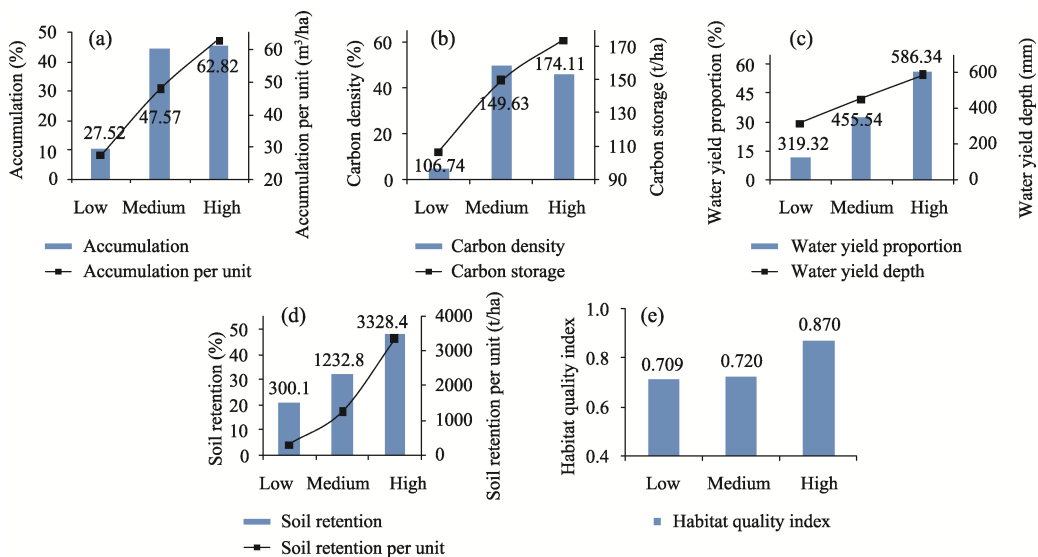 (a)
Accumulation (%)
50
40
30
20
10
0
27.52
47.57
62.82
60
50
40
30
20
Accumulation per unit (m³/ha)
Low Medium High
Accumulation
Accumulation per unit
(b)
Carbon density (%)
60
40
20
0
106.74
149.63
174.11
170
150
130
110
90
Carbon storage (t/ha)
Low Medium High
Carbon density
Carbon storage
(c)
Water yield proportion (%)
60
45
30
15
0
319.32
455.54
586.34
600
400
200
0
Water yield depth (mm)
Low Medium High
Water yield proportion
Water yield depth
(d)
Soil retention (%)
50
40
30
20
10
0
300.1
1232.8
3328.4
4000
3000
2000
1000
0
Soil retention per unit (t/ha)
Low Medium High
Soil retention
Soil retention per unit
(e)
Habitat quality index
1.0
0.8
0.6
0.4
0.709
0.720
0.870
Low Medium High
Habitat quality index